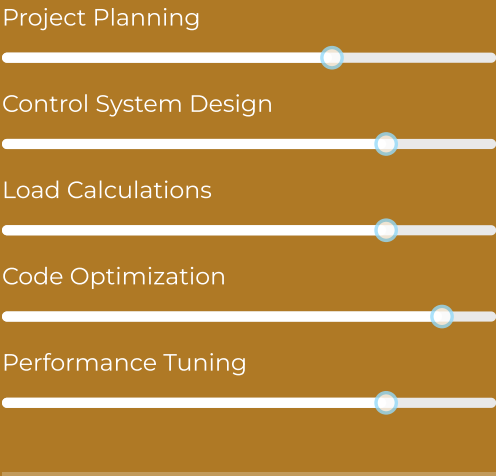 Project Planning
Control System Design
Load Calculations
Code Optimization
Performance Tuning